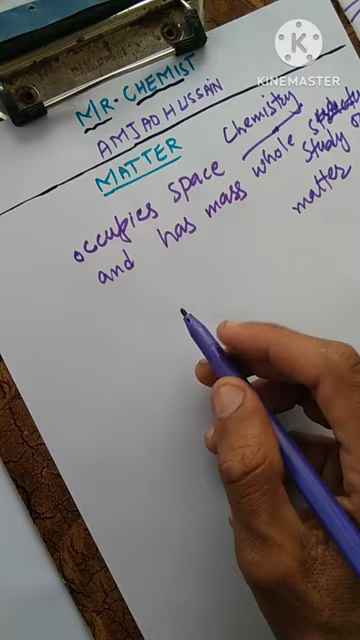 KINEMASTER
MR. CHEMIST
AMJAD HUSSAIN
MATTER
occupies space
and has mass
Chemistry
whole study of
matter